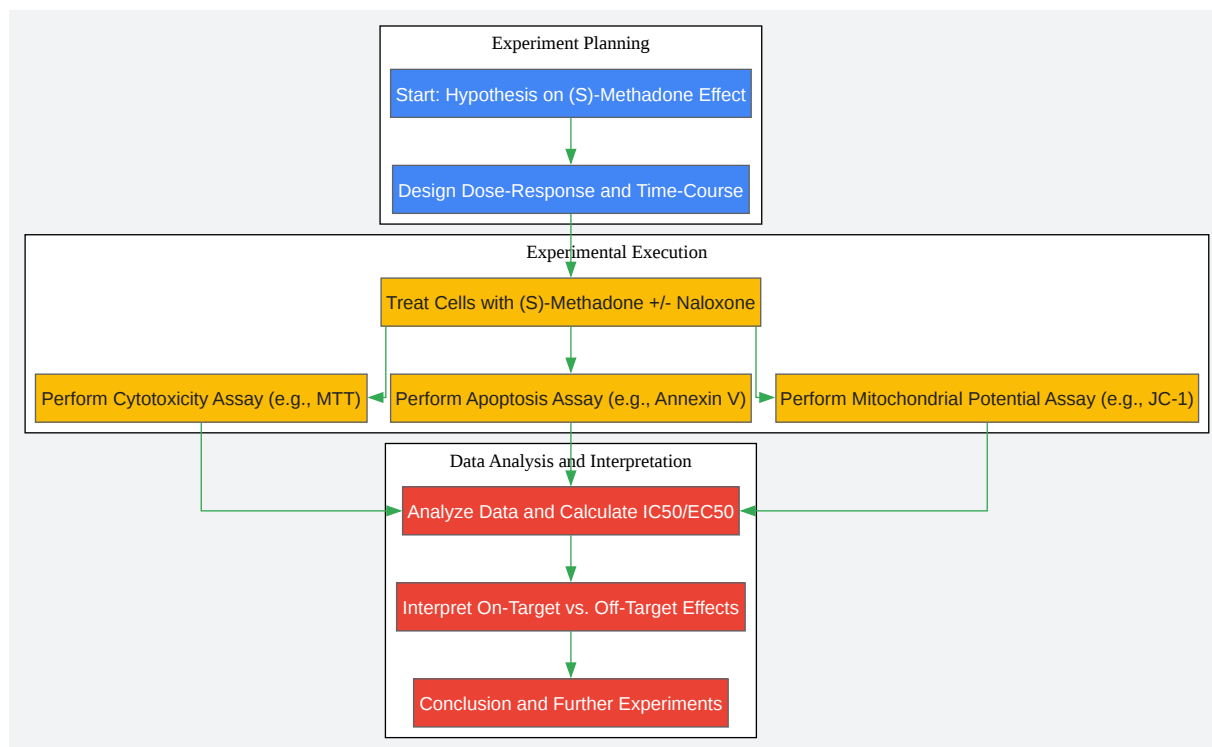 Experiment Planning
Start: Hypothesis on (S)-Methadone Effect
Design Dose-Response and Time-Course
Experimental Execution
Treat Cells with (S)-Methadone +/- Naloxone
Perform Cytotoxicity Assay (e.g., MTT)
Perform Apoptosis Assay (e.g., Annexin V)
Perform Mitochondrial Potential Assay (e.g., JC-1)
Data Analysis and Interpretation
Analyze Data and Calculate IC50/EC50
Interpret On-Target vs. Off-Target Effects
Conclusion and Further Experiments